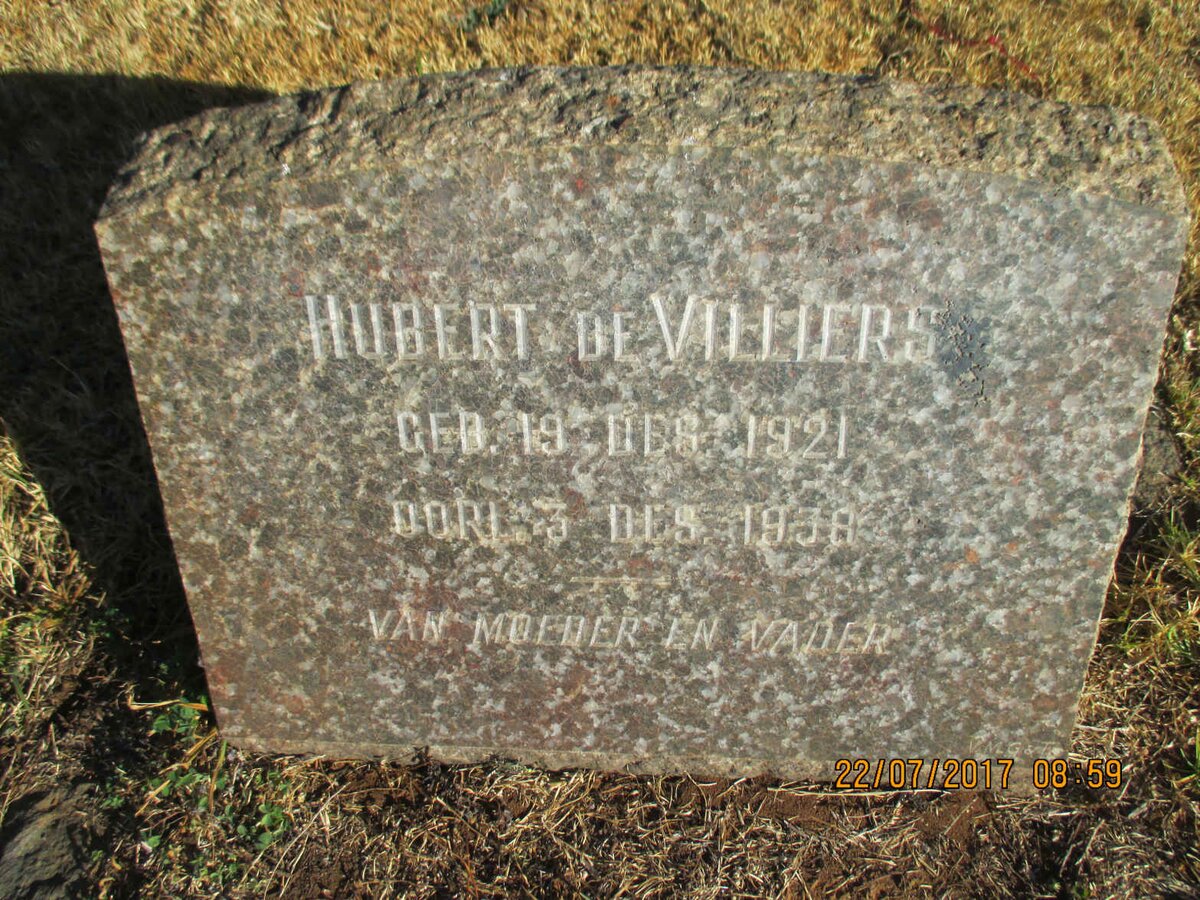 HUBERT DE VILLIERS
GEB. 19 DES. 1921
OORL. 3 DES. 1938
VAN MOEDER EN VADER
22/07/2017 08:59